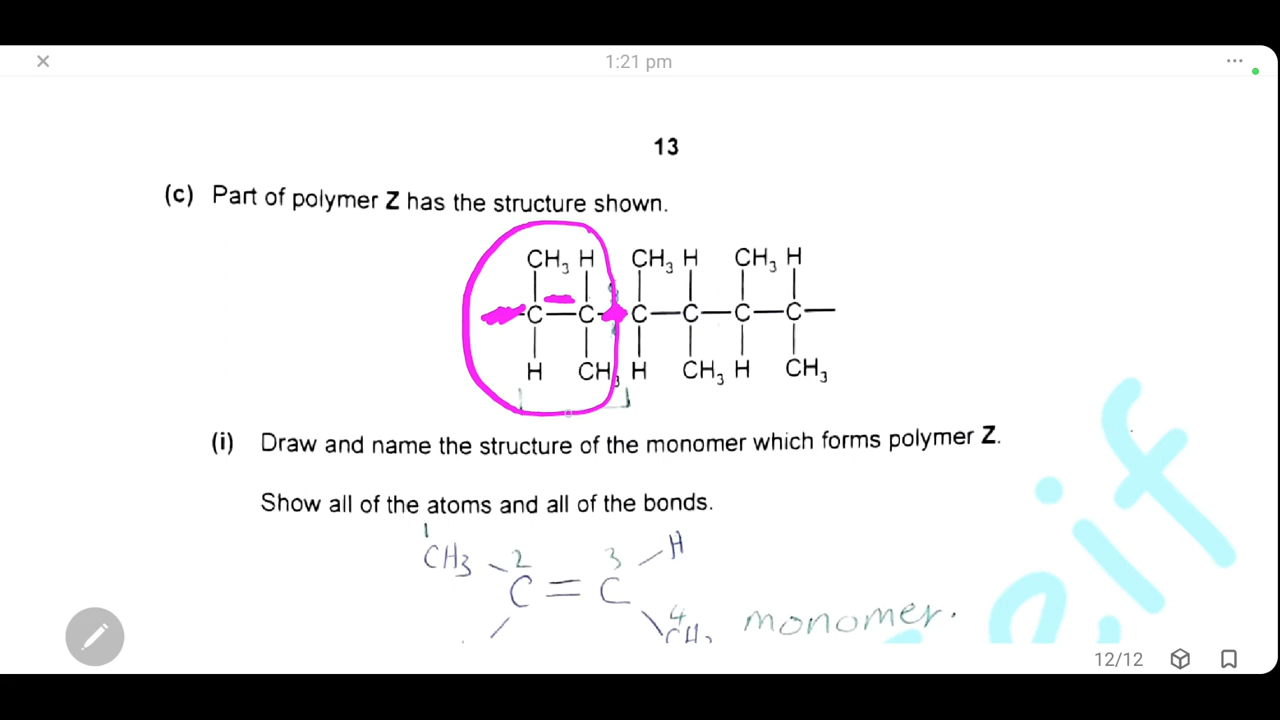 1:21 pm
13
(c) Part of polymer Z has the structure shown.
CH3 H CH3 H CH3 H
C C C C C C
H CH3 H CH3 H CH3
(i) Draw and name the structure of the monomer which forms polymer Z.
Show all of the atoms and all of the bonds.
1
CH3 2 3 H
C = C
4
CH3 monomer.
12/12